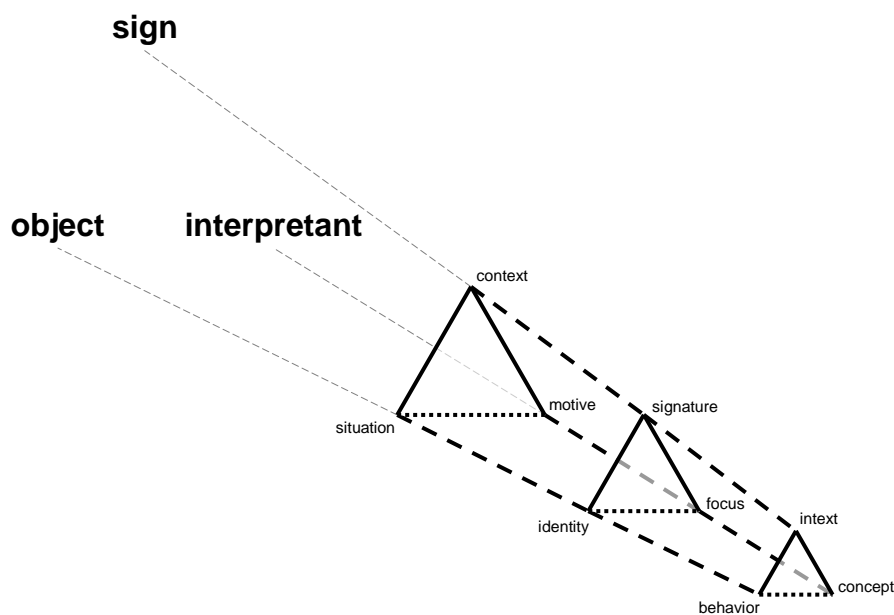 sign
object
interpretant
context
motive
situation
signature
focus
identity
intext
concept
behavior